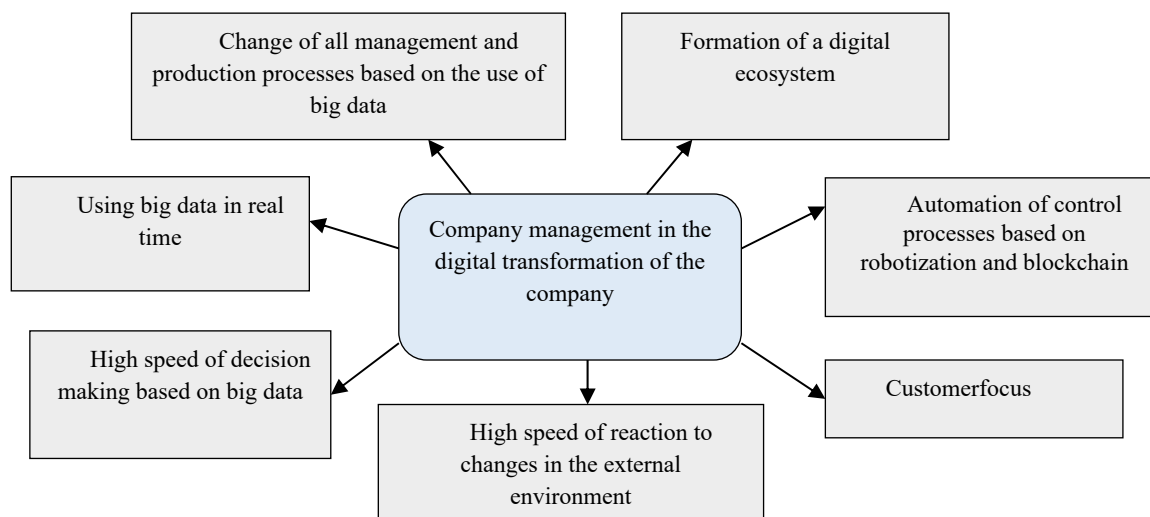 Change of all management and
production processes based on the use of
big data
Formation of a digital
ecosystem
Using big data in real
time
Company management in the
digital transformation of the
company
Automation of control
processes based on
robotization and blockchain
High speed of decision
making based on big data
Customerfocus
High speed of reaction to
changes in the external
environment